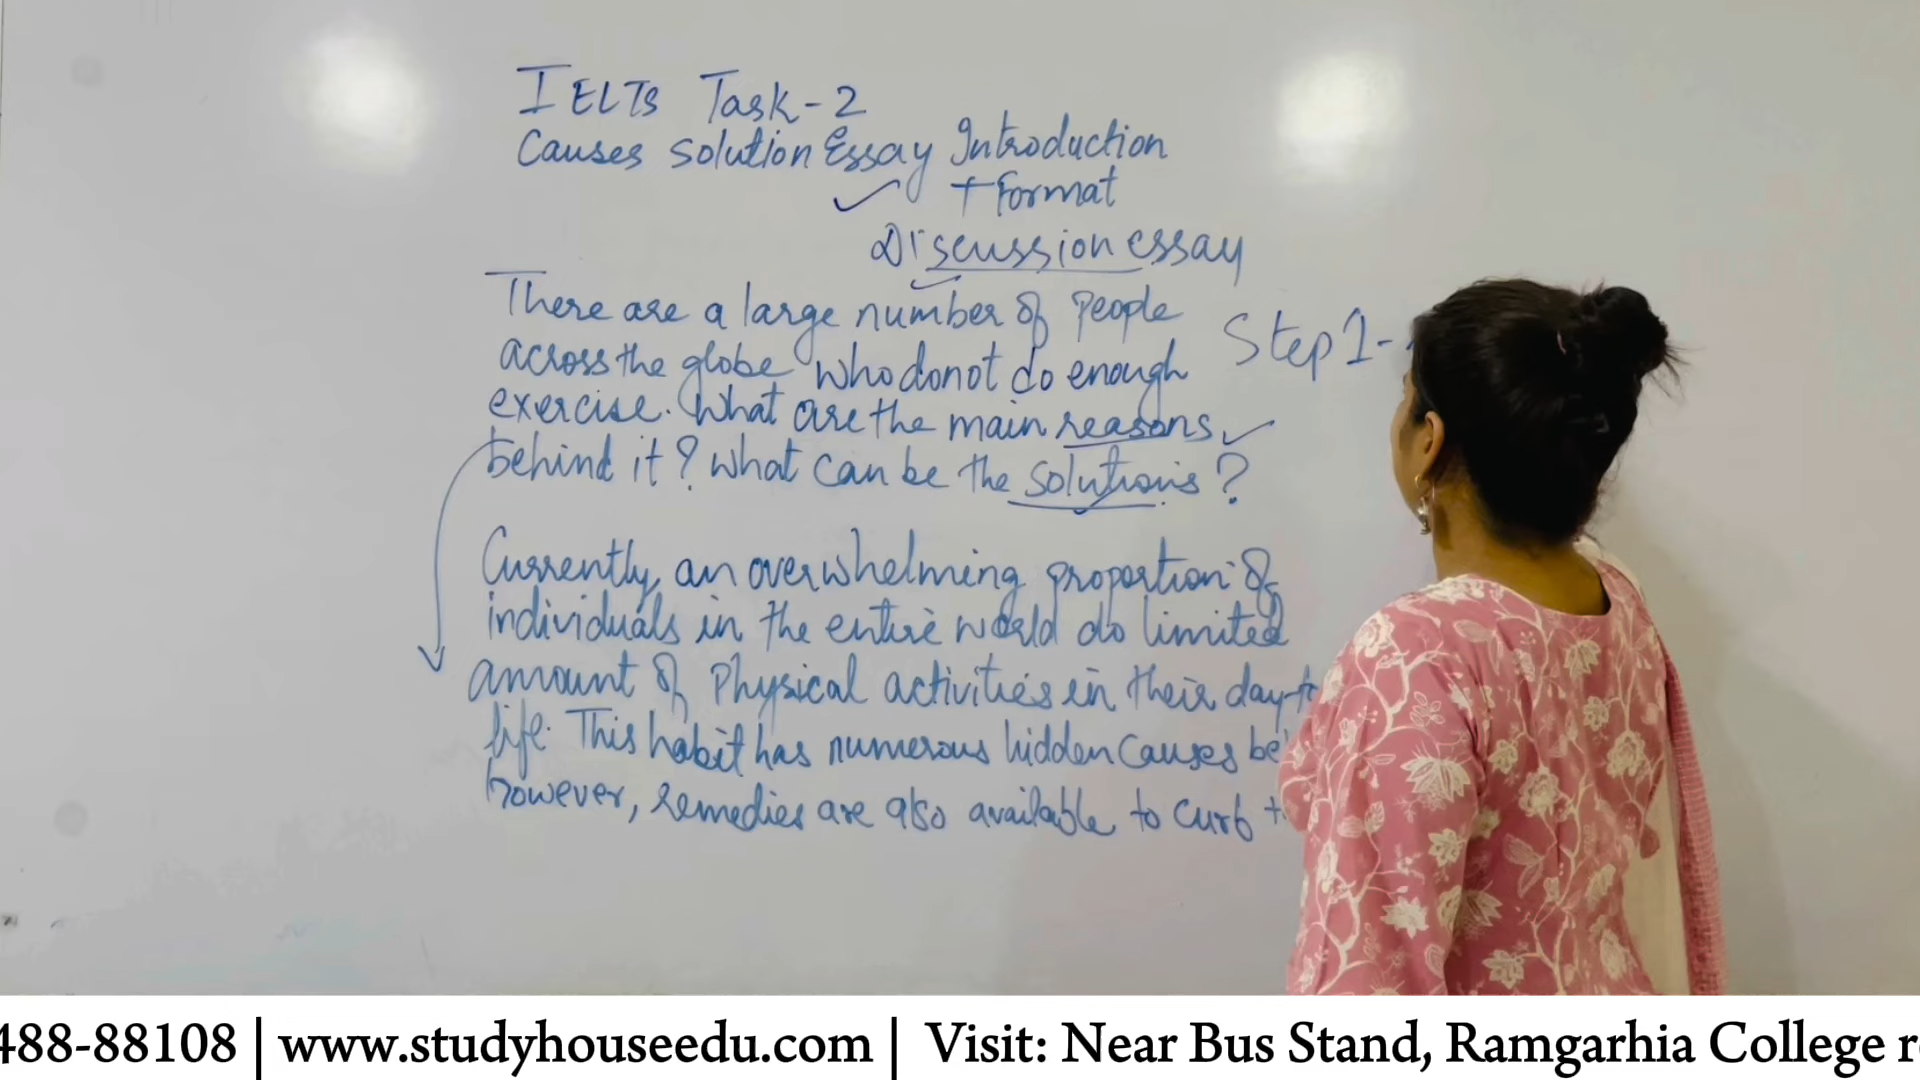 IELTS Task-2
Causes solution Essay Introduction
+ Format
Discussion essay
There are a large number of people
across the globe who do not do enough
exercise. What are the main reasons
behind it? What can be the solutions?
Step 1-
Currently, an overwhelming proportion of
individuals in the entire world do limited
amount of physical activities in their day-t
life. This habit has numerous hidden causes be
however, remedies are also available to curb t
488-88108 | www.studyhouseedu.com | Visit: Near Bus Stand, Ramgarhia College r